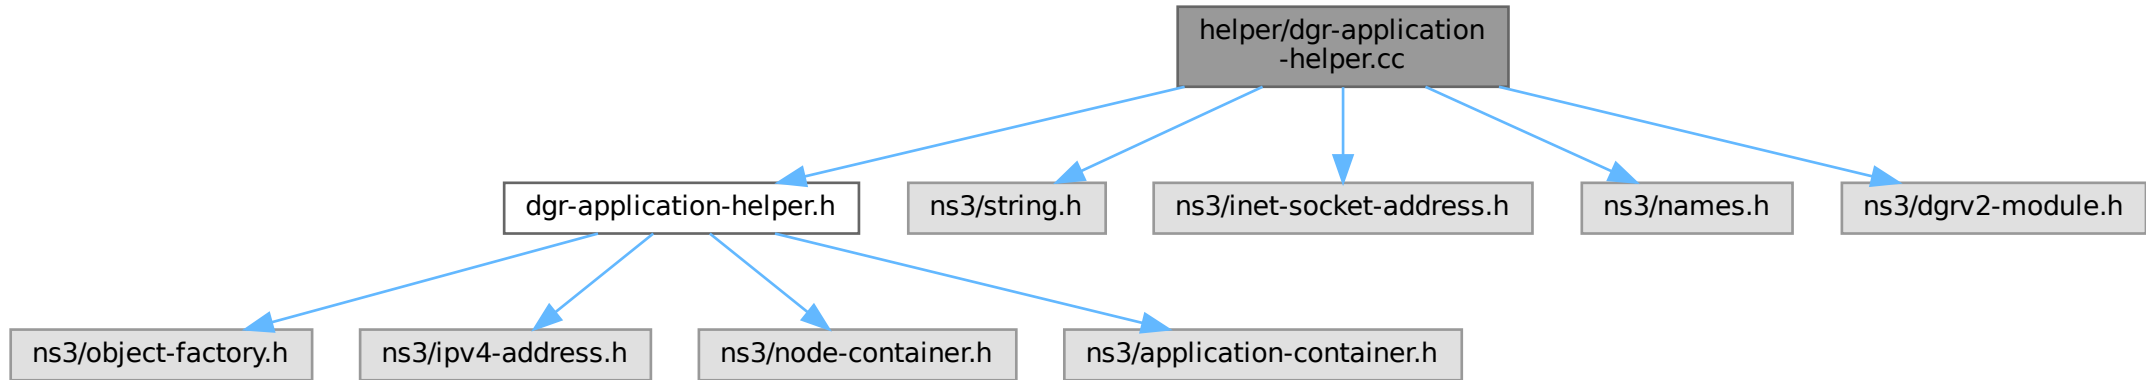 helper/dgr-application
-helper.cc
dgr-application-helper.h
ns3/string.h
ns3/inet-socket-address.h
ns3/names.h
ns3/dgrv2-module.h
ns3/object-factory.h
ns3/ipv4-address.h
ns3/node-container.h
ns3/application-container.h